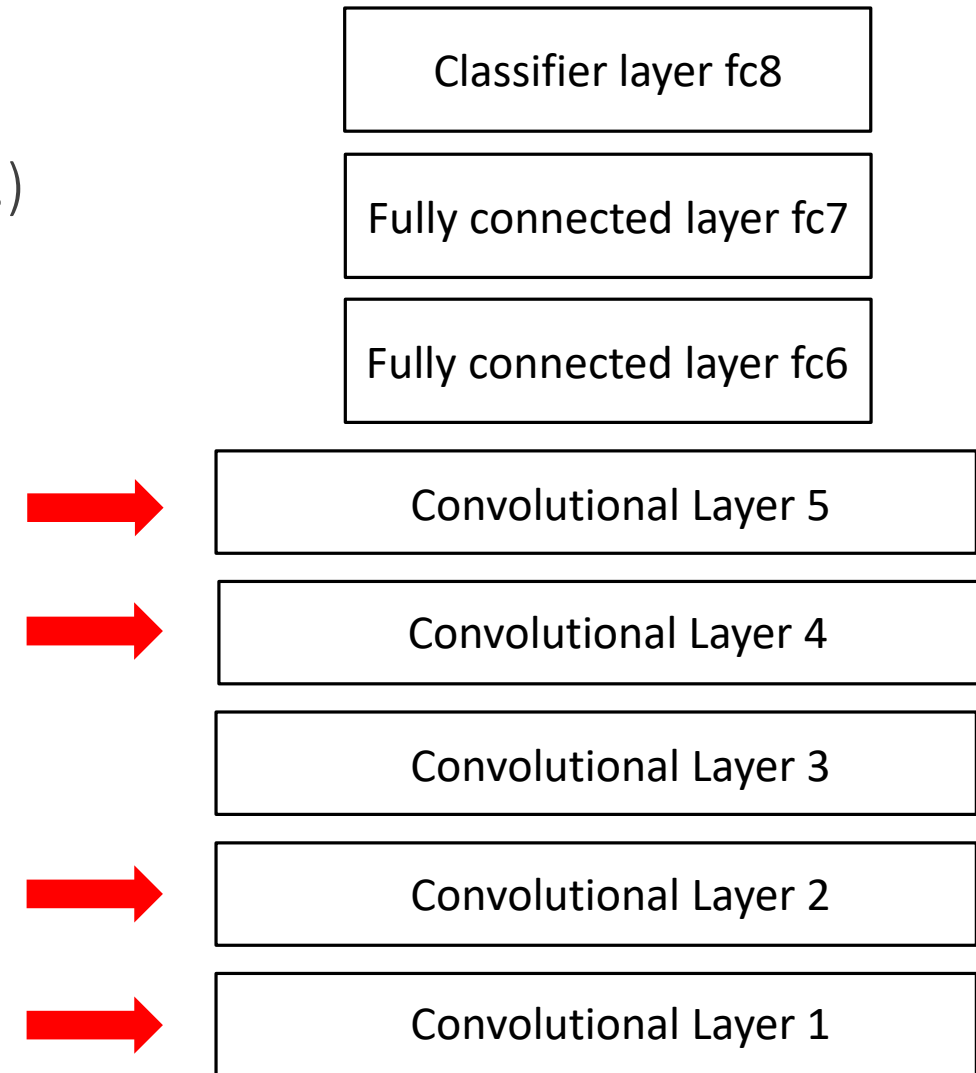 Classifier layer fc8
.)
Fully connected layer fc7
Fully connected layer fc6
Convolutional Layer 5
Convolutional Layer 4
Convolutional Layer 3
Convolutional Layer 2
Convolutional Layer 1